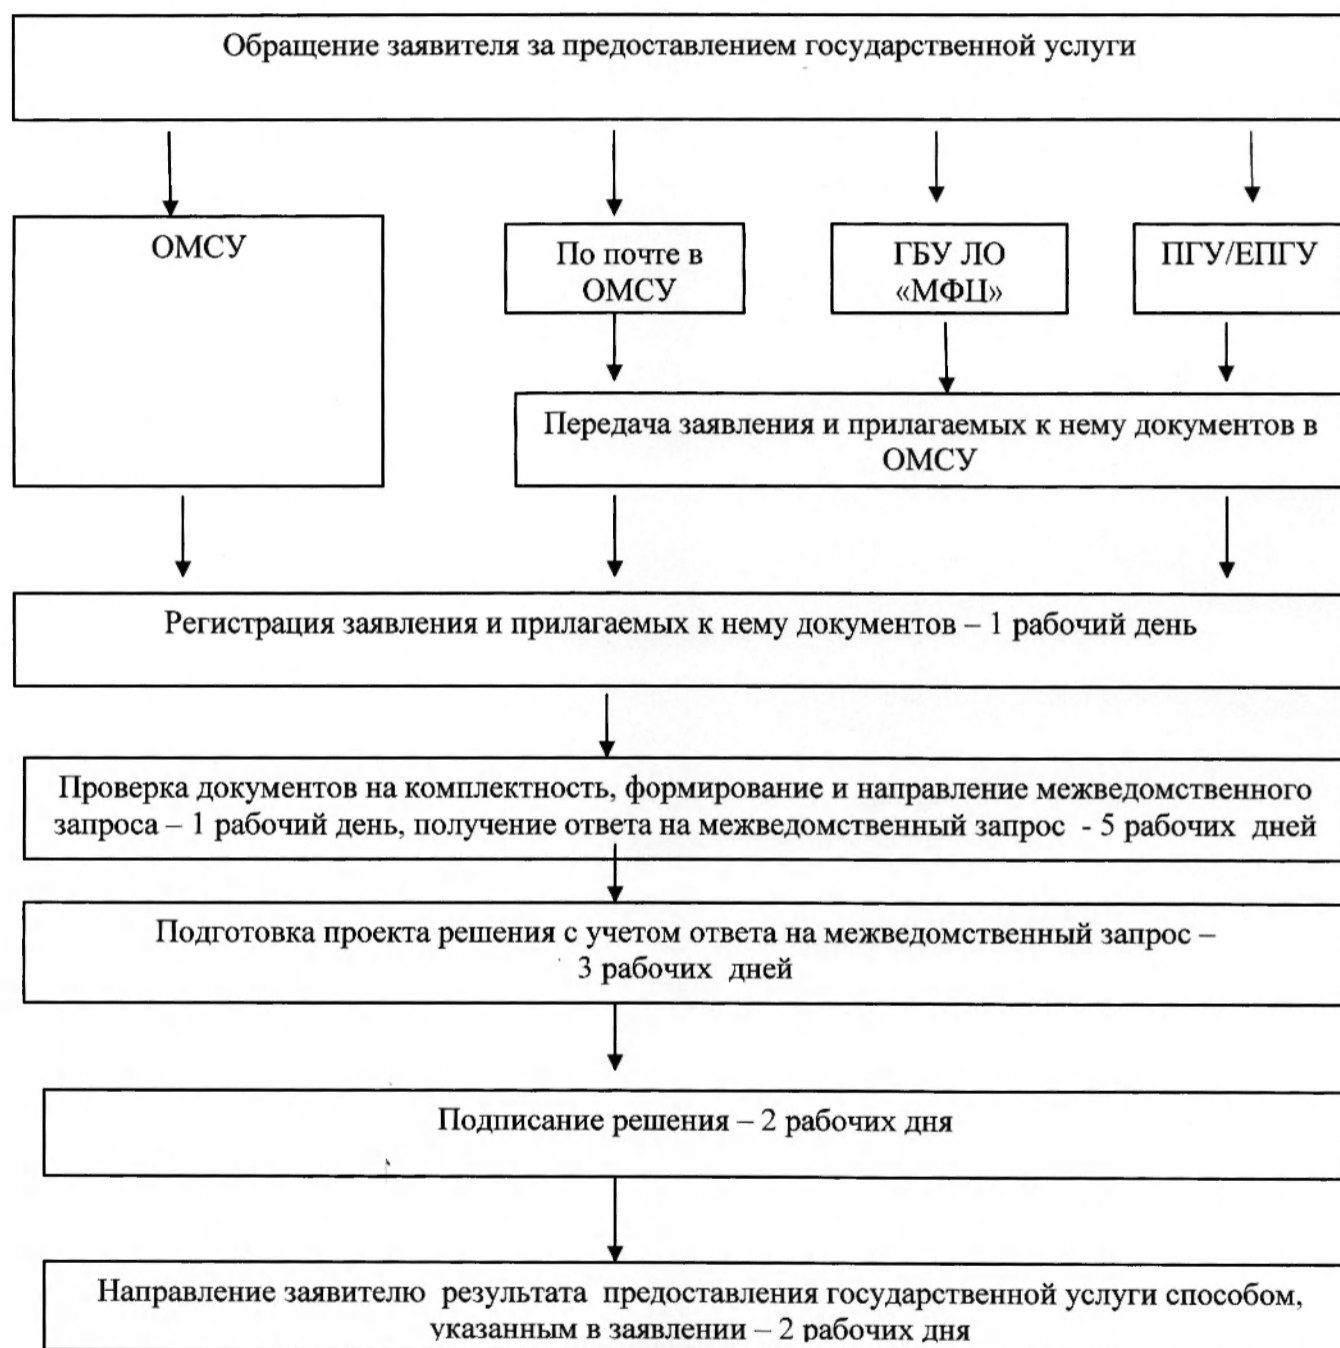 Обращение заявителя за предоставлением государственной услуги
ОМСУ
По почте в
ОМСУ
ГБУ ЛО
«МФЦ»
ПГУ/ЕПГУ
Передача заявления и прилагаемых к нему документов в
ОМСУ
Регистрация заявления и прилагаемых к нему документов – 1 рабочий день
Проверка документов на комплектность, формирование и направление межведомственного
запроса – 1 рабочий день, получение ответа на межведомственный запрос - 5 рабочих дней
Подготовка проекта решения с учетом ответа на межведомственный запрос –
3 рабочих дней
Подписание решения – 2 рабочих дня
Направление заявителю результата предоставления государственной услуги способом,
указанным в заявлении – 2 рабочих дня